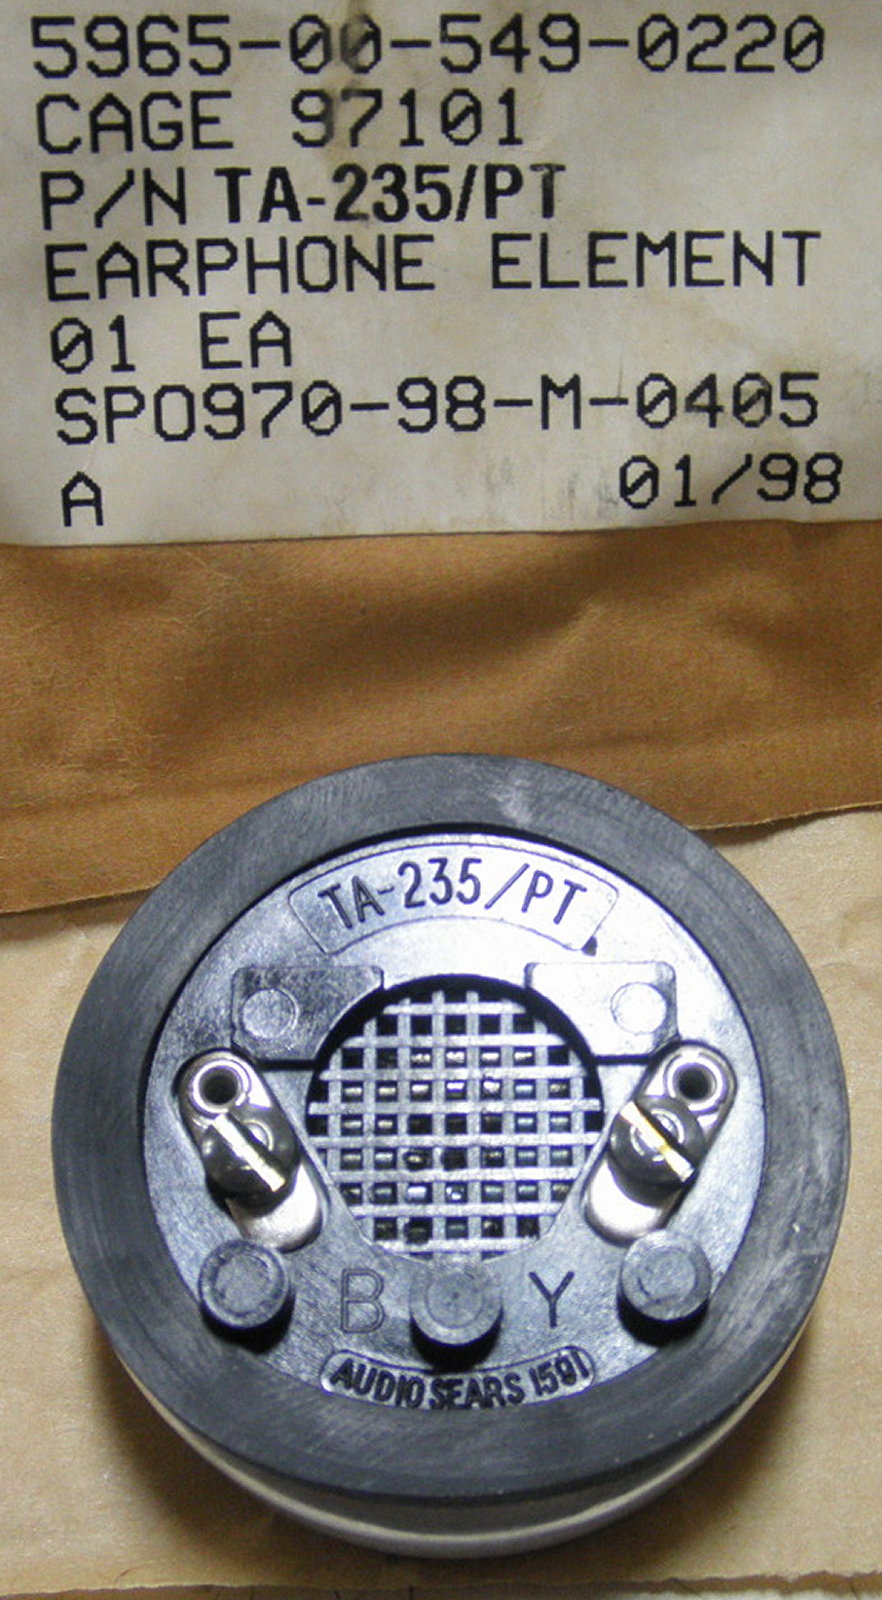 5965-00-549-0220
CAGE 97101
P/N TA-235/PT
EARPHONE ELEMENT
01 EA
SPO970-98-M-0405
A 01/98
TA-235/PT
B Y
AUDIO SEARS 1591